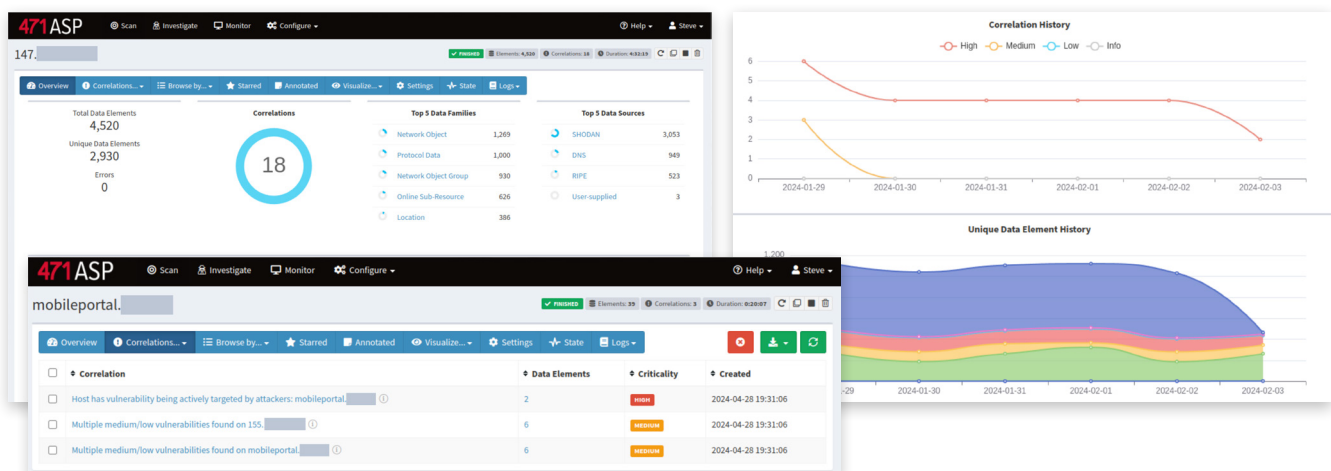 471 ASP Scan Investigate Monitor Configure Help Steve
147.
FINISHED Elements: 4,520 Correlations: 18 Duration: 4:32:19
Overview Correlations... Browse by... Starred Annotated Visualize... Settings State Logs
Total Data Elements
4,520
Unique Data Elements
2,930
Errors
0
Correlations
18
Top 5 Data Families
Network Object 1,269
Protocol Data 1,000
Network Object Group 930
Online Sub-Resource 626
Location 386
Top 5 Data Sources
SHODAN 3,053
DNS 949
RIPE 523
User-supplied 3
Correlation History
High Medium Low Info
6
5
4
3
2
1
0
2024-01-29 2024-01-30 2024-01-31 2024-02-01 2024-02-02 2024-02-03
Unique Data Element History
1,200
-29 2024-01-30 2024-01-31 2024-02-01 2024-02-02 2024-02-03
471 ASP Scan Investigate Monitor Configure Help Steve
mobileportal.
FINISHED Elements: 39 Correlations: 3 Duration: 0:20:07
Overview Correlations... Browse by... Starred Annotated Visualize... Settings State Logs
Correlation Data Elements Criticality Created
Host has vulnerability being actively targeted by attackers: mobileportal. 2 HIGH 2024-04-28 19:31:06
Multiple medium/low vulnerabilities found on 155. 6 MEDIUM 2024-04-28 19:31:06
Multiple medium/low vulnerabilities found on mobileportal. 6 MEDIUM 2024-04-28 19:31:06